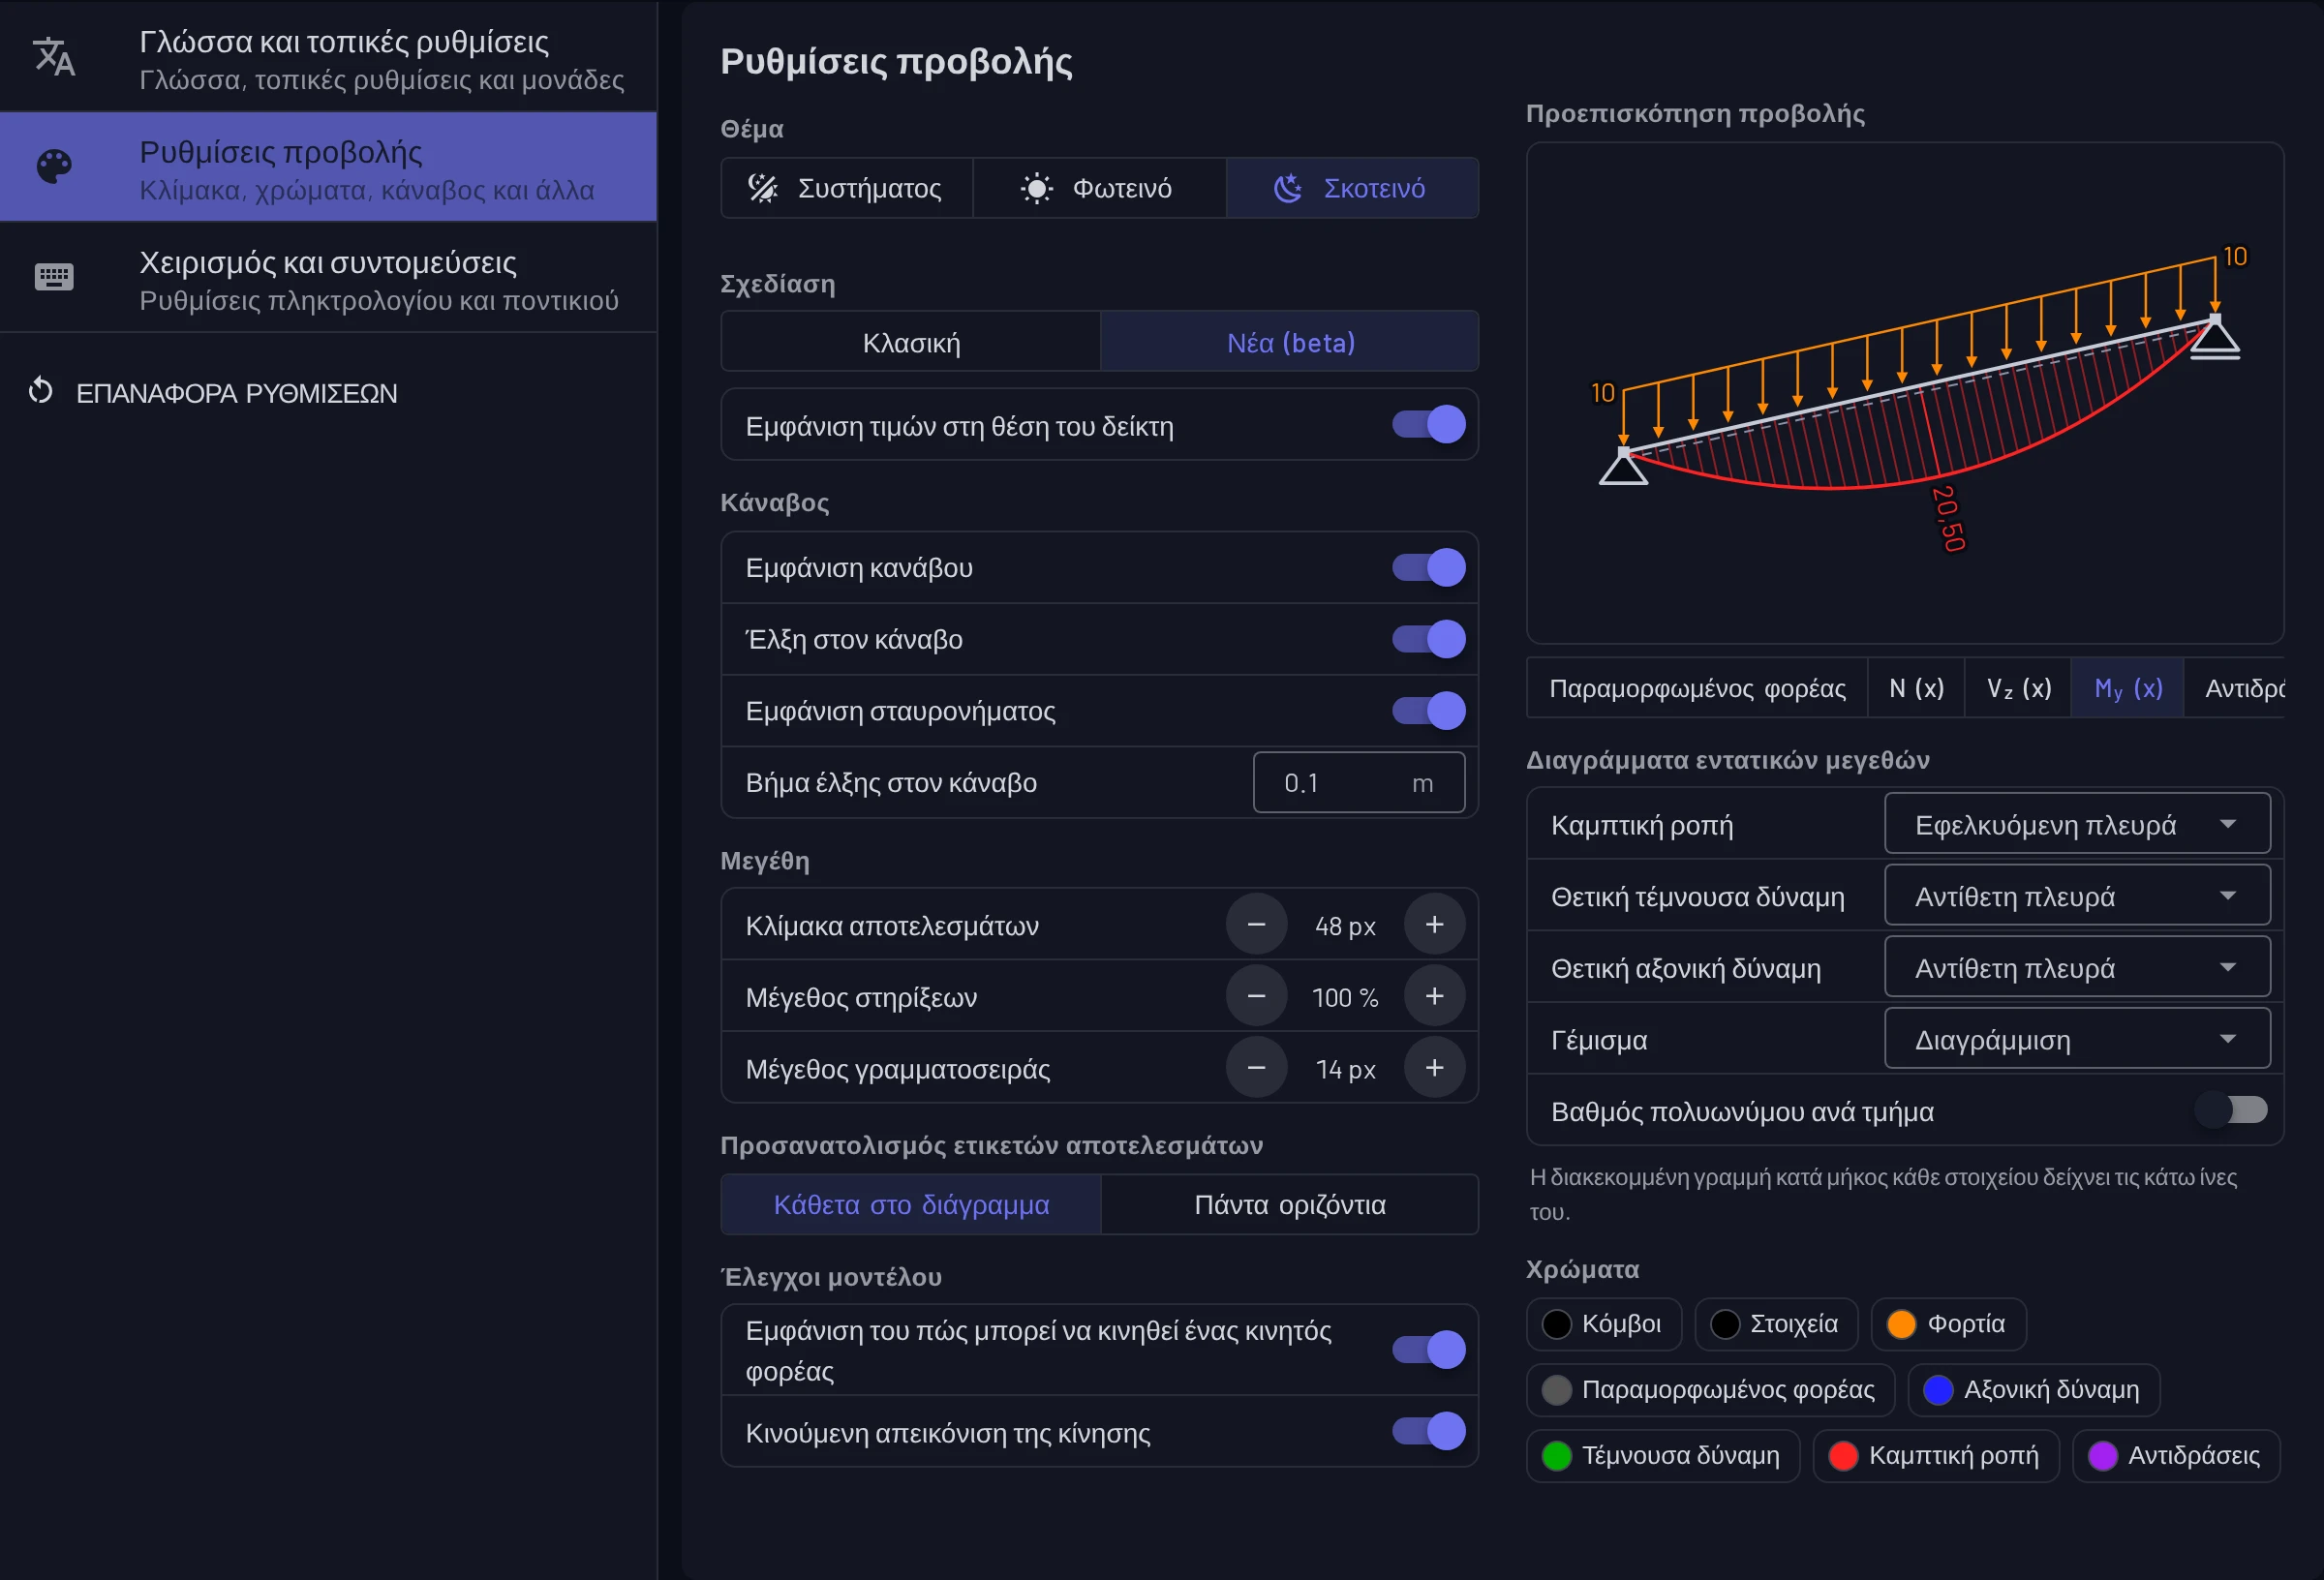 Γλώσσα και τοπικές ρυθμίσεις
Γλώσσα, τοπικές ρυθμίσεις και μονάδες
Ρυθμίσεις προβολής
Κλίμακα, χρώματα, κάναβος και άλλα
Χειρισμός και συντομεύσεις
Ρυθμίσεις πληκτρολογίου και ποντικιού
ΕΠΑΝΑΦΟΡΑ ΡΥΘΜΙΣΕΩΝ
Ρυθμίσεις προβολής
Θέμα
Συστήματος
Φωτεινό
Σκοτεινό
Σχεδίαση
Κλασική
Νέα (beta)
Εμφάνιση τιμών στη θέση του δείκτη
Κάναβος
Εμφάνιση κανάβου
Έλξη στον κάναβο
Εμφάνιση σταυρονήματος
Βήμα έλξης στον κάναβο
0.1 m
Μεγέθη
Κλίμακα αποτελεσμάτων
− 48 px +
Μέγεθος στηρίξεων
− 100 % +
Μέγεθος γραμματοσειράς
− 14 px +
Προσανατολισμός ετικετών αποτελεσμάτων
Κάθετα στο διάγραμμα
Πάντα οριζόντια
Έλεγχοι μοντέλου
Εμφάνιση του πώς μπορεί να κινηθεί ένας κινητός
φορέας
Κινούμενη απεικόνιση της κίνησης
Προεπισκόπηση προβολής
10
10
20,50
Παραμορφωμένος φορέας
N (x)
V₂ (x)
Mᵧ (x)
Αντιδρά
Διαγράμματα εντατικών μεγεθών
Καμπτική ροπή
Εφελκυόμενη πλευρά
Θετική τέμνουσα δύναμη
Αντίθετη πλευρά
Θετική αξονική δύναμη
Αντίθετη πλευρά
Γέμισμα
Διαγράμμιση
Βαθμός πολυωνύμου ανά τμήμα
Η διακεκομμένη γραμμή κατά μήκος κάθε στοιχείου δείχνει τις κάτω ίνες
του.
Χρώματα
Κόμβοι
Στοιχεία
Φορτία
Παραμορφωμένος φορέας
Αξονική δύναμη
Τέμνουσα δύναμη
Καμπτική ροπή
Αντιδράσεις